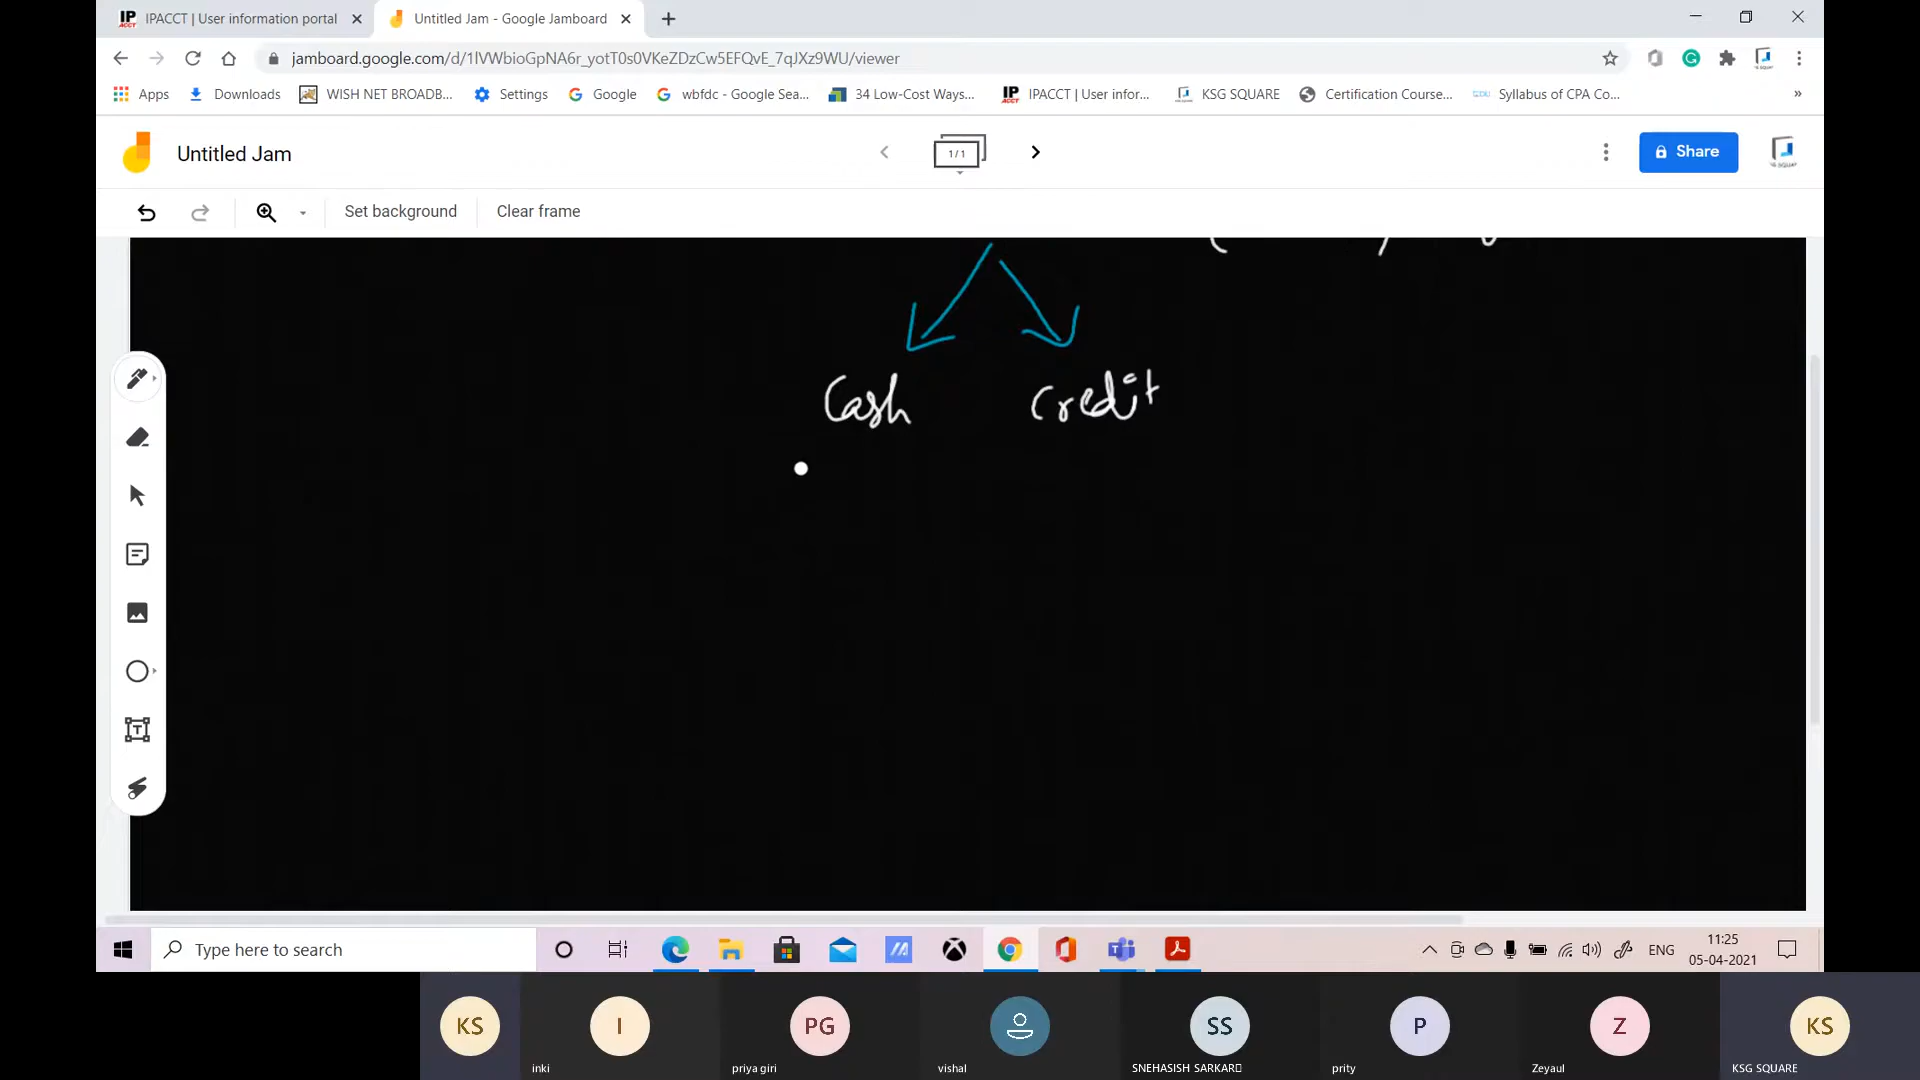 IPACCT | User information portal
Untitled Jam - Google Jamboard
jamboard.google.com/d/1lVWbioGpNA6r_yotT0s0VKeZDzCw5EFQvE_7qJXz9WU/viewer
Apps Downloads WISH NET BROADB... Settings Google wbfdc - Google Sea... 34 Low-Cost Ways... IPACCT | User infor... KSG SQUARE Certification Course... Syllabus of CPA Co... »
Untitled Jam 1/1 Share
Set background Clear frame
Cash Credit
Type here to search ENG 11:25
05-04-2021
KS I PG SS P Z KS
inki priya giri vishal SNEHASISH SARKAR prity Zeyaul KSG SQUARE